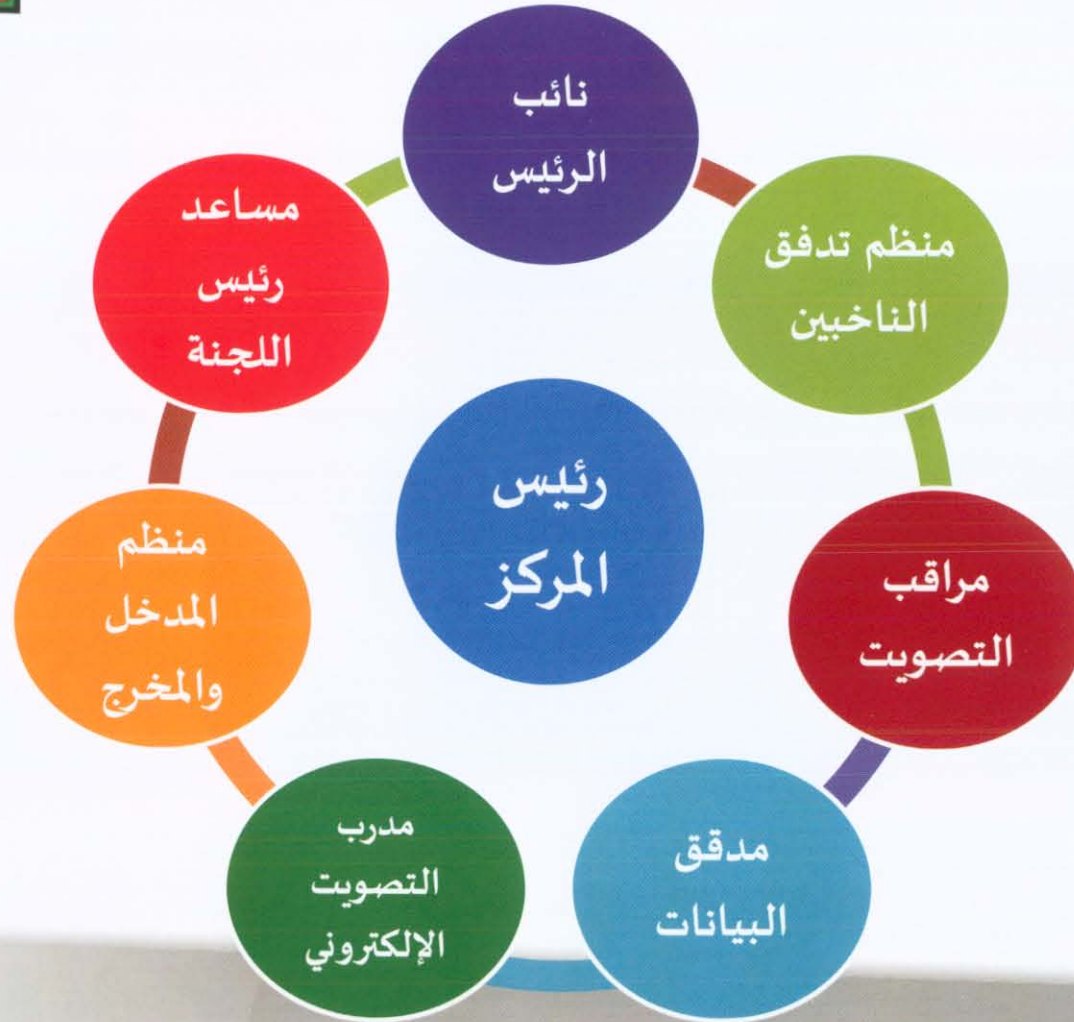 نائب
الرئيس
منظم تدفق
الناخبين
مراقب
التصويت
مدقق
البيانات
مدرب
التصويت
الإلكتروني
منظم
المدخل
والمخرج
مساعد
رئيس
اللجنة
رئيس
المركز